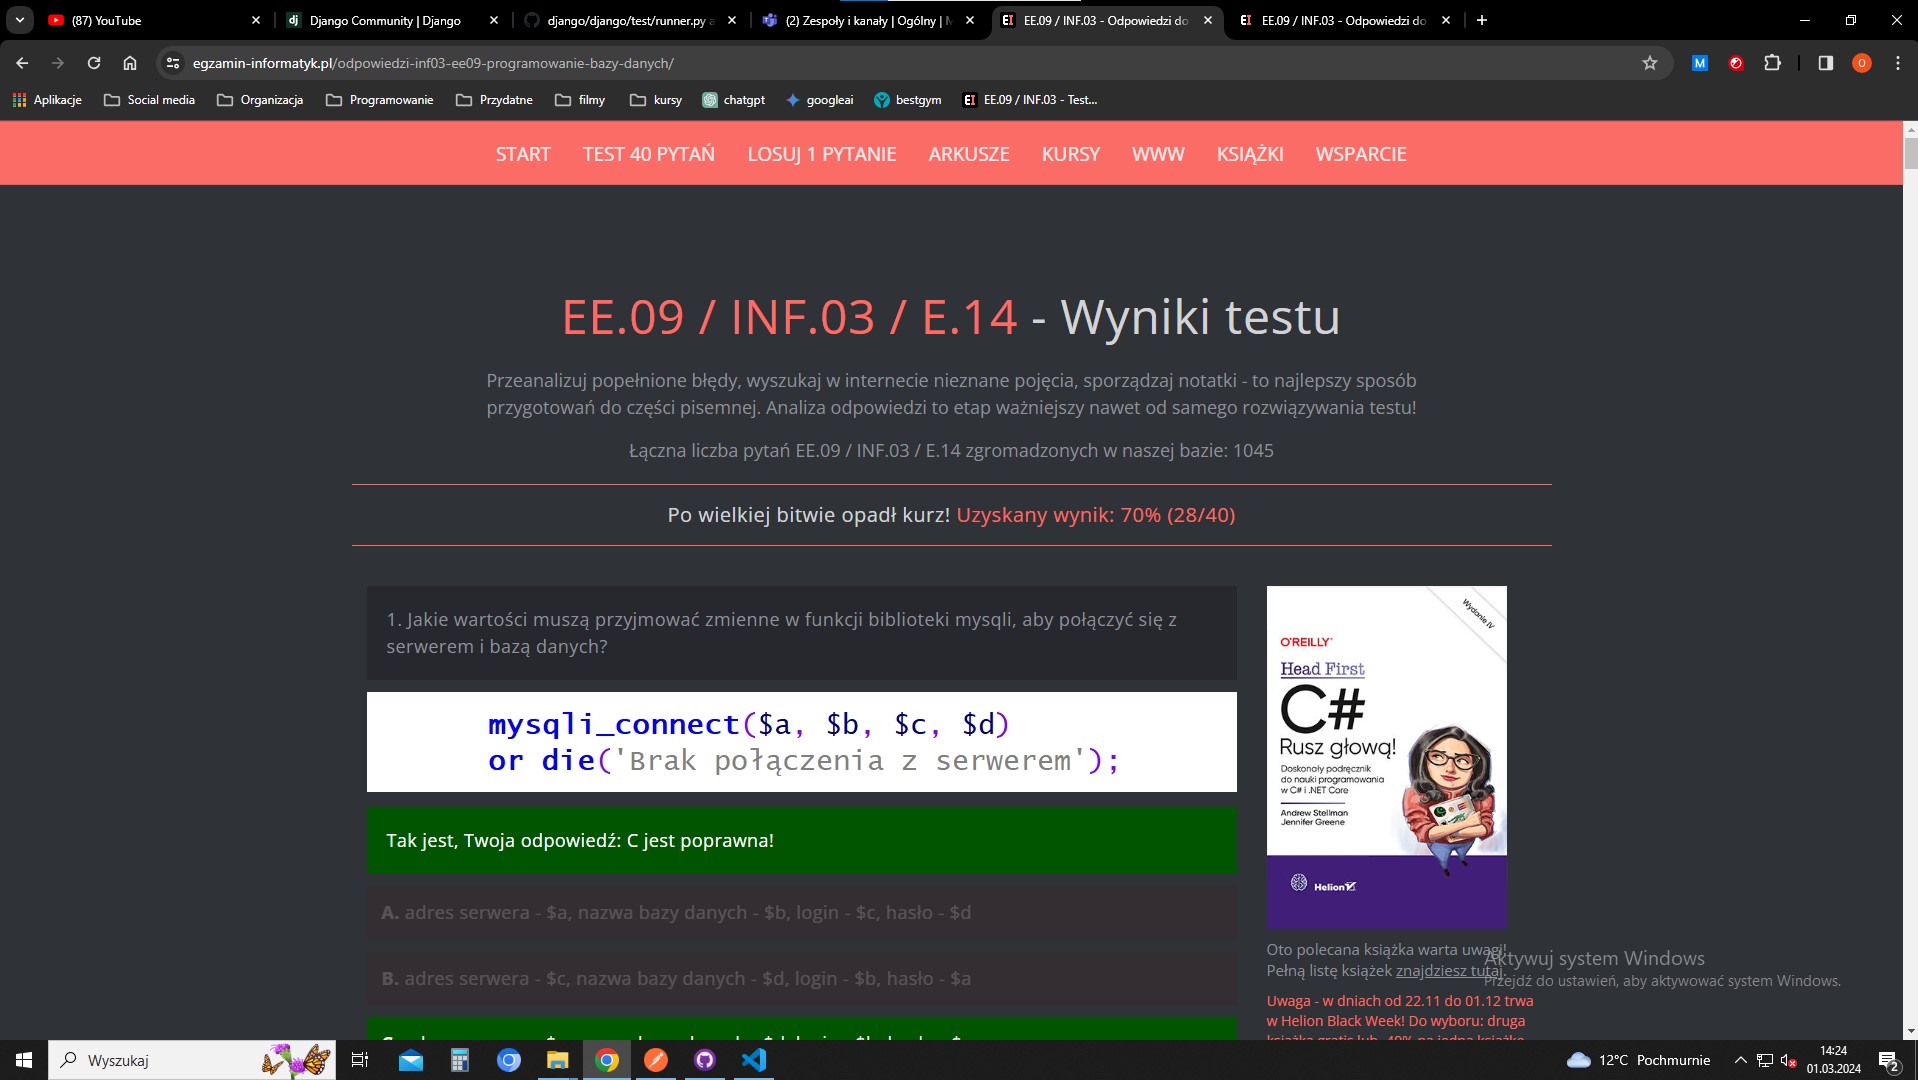 (87) YouTube
Django Community | Django
django/django/test/runner.py a
(2) Zespoły i kanały | Ogólny | M
EE.09 / INF.03 - Odpowiedzi do
EE.09 / INF.03 - Odpowiedzi do
egzamin-informatyk.pl/odpowiedzi-inf03-ee09-programowanie-bazy-danych/
Aplikacje
Social media
Organizacja
Programowanie
Przydatne
filmy
kursy
chatgpt
googleai
bestgym
EE.09 / INF.03 - Test...
START
TEST 40 PYTAŃ
LOSUJ 1 PYTANIE
ARKUSZE
KURSY
WWW
KSIĄŻKI
WSPARCIE
EE.09 / INF.03 / E.14 - Wyniki testu
Przeanalizuj popełnione błędy, wyszukaj w internecie nieznane pojęcia, sporządzaj notatki - to najlepszy sposób
przygotowań do części pisemnej. Analiza odpowiedzi to etap ważniejszy nawet od samego rozwiązywania testu!
Łączna liczba pytań EE.09 / INF.03 / E.14 zgromadzonych w naszej bazie: 1045
Po wielkiej bitwie opadł kurz! Uzyskany wynik: 70% (28/40)
1. Jakie wartości muszą przyjmować zmienne w funkcji biblioteki mysqli, aby połączyć się z
serwerem i bazą danych?
mysqli_connect($a, $b, $c, $d)
or die('Brak połączenia z serwerem');
Tak jest, Twoja odpowiedź: C jest poprawna!
A. adres serwera - $a, nazwa bazy danych - $b, login - $c, hasło - $d
B. adres serwera - $c, nazwa bazy danych - $d, login - $b, hasło - $a
Wydanie IV
O'REILLY
Head First
C#
Rusz głową!
Doskonały podręcznik
do nauki programowania
w C# i .NET Core
Andrew Stellman
Jennifer Greene
Helion
Oto polecana książka warta uwagi!
Pełną listę książek znajdziesz tutaj.
Uwaga - w dniach od 22.11 do 01.12 trwa
w Helion Black Week! Do wyboru: druga
książka gratis lub -40% na jedną książkę
Aktywuj system Windows
Przejdź do ustawień, aby aktywować system Windows.
Wyszukaj
12°C Pochmurnie
14:24
01.03.2024
2